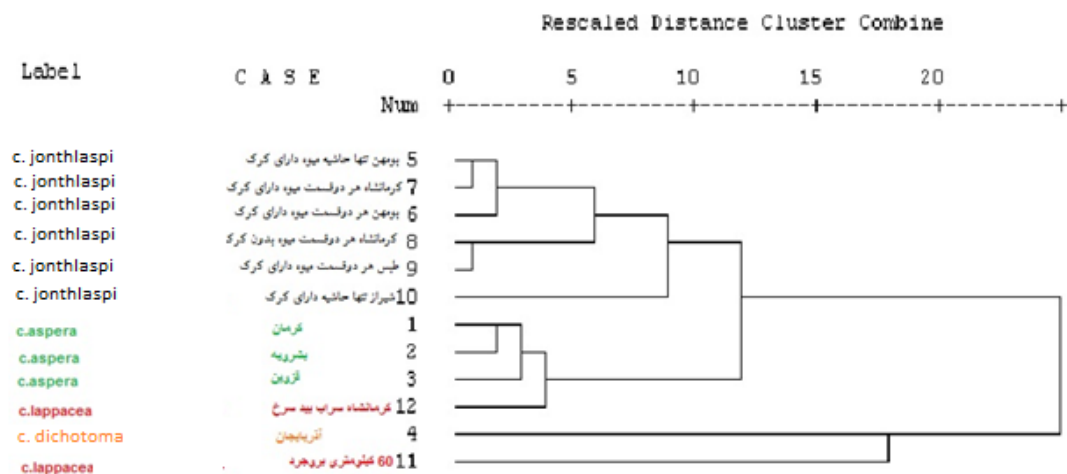 Rescaled Distance Cluster Combine
Label C A S E 0 5 10 15 20
Num
c. jonthlaspi بومهن تنها حاشیه میوه دارای کرک 5
c. jonthlaspi کرمانشاه هر دوقسمت میوه دارای کرک 7
c. jonthlaspi بومهن هر دوقسمت میوه دارای کرک 6
c. jonthlaspi کرمانشاه هر دوقسمت میوه بدون کرک 8
c. jonthlaspi طبس هر دوقسمت میوه دارای کرک 9
c. jonthlaspi شیراز تنها حاشیه دارای کرک 10
c.aspera کرمان 1
c.aspera بشرویه 2
c.aspera قزوین 3
c.lappacea کرمانشاه سراب بید سرخ 12
c. dichotoma آذربایجان 4
c.lappacea 60 کیلومتری بروجرد 11